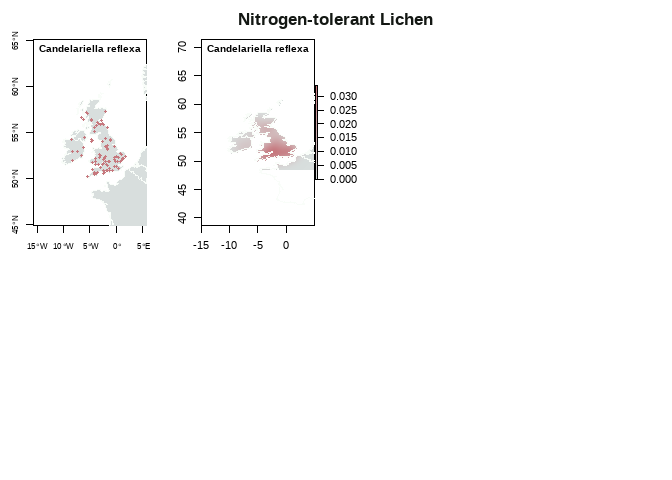 Nitrogen-tolerant Lichen
Candelariella reflexa
65°N
60°N
55°N
50°N
45°N
15°W 10°W 5°W 0° 5°E
Candelariella reflexa
70
65
60
55
50
45
40
-15 -10 -5 0
0.030
0.025
0.020
0.015
0.010
0.005
0.000